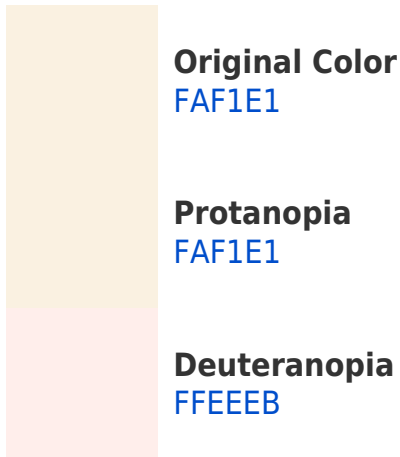 Original Color
FAF1E1
Protanopia
FAF1E1
Deuteranopia
FFEEEB